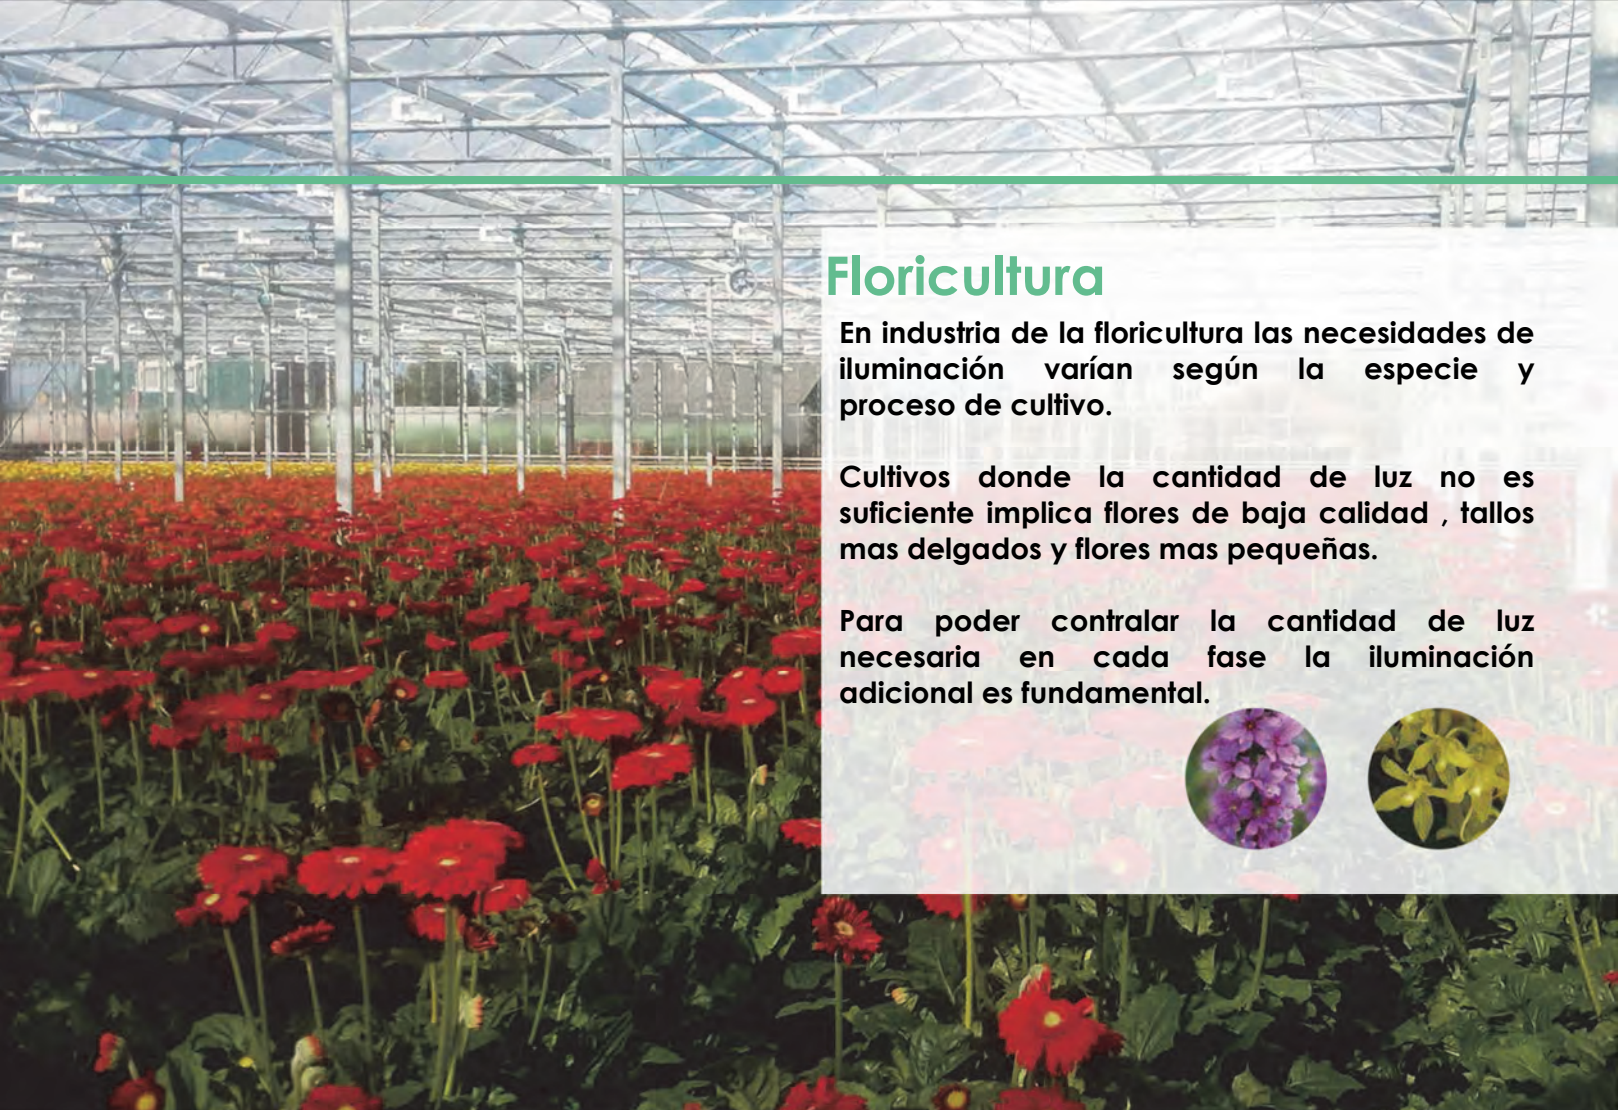 Floricultura
En industria de la floricultura las necesidades de
iluminación varían según la especie y
proceso de cultivo.
Cultivos donde la cantidad de luz no es
suficiente implica flores de baja calidad , tallos
mas delgados y flores mas pequeñas.
Para poder contralar la cantidad de luz
necesaria en cada fase la iluminación
adicional es fundamental.